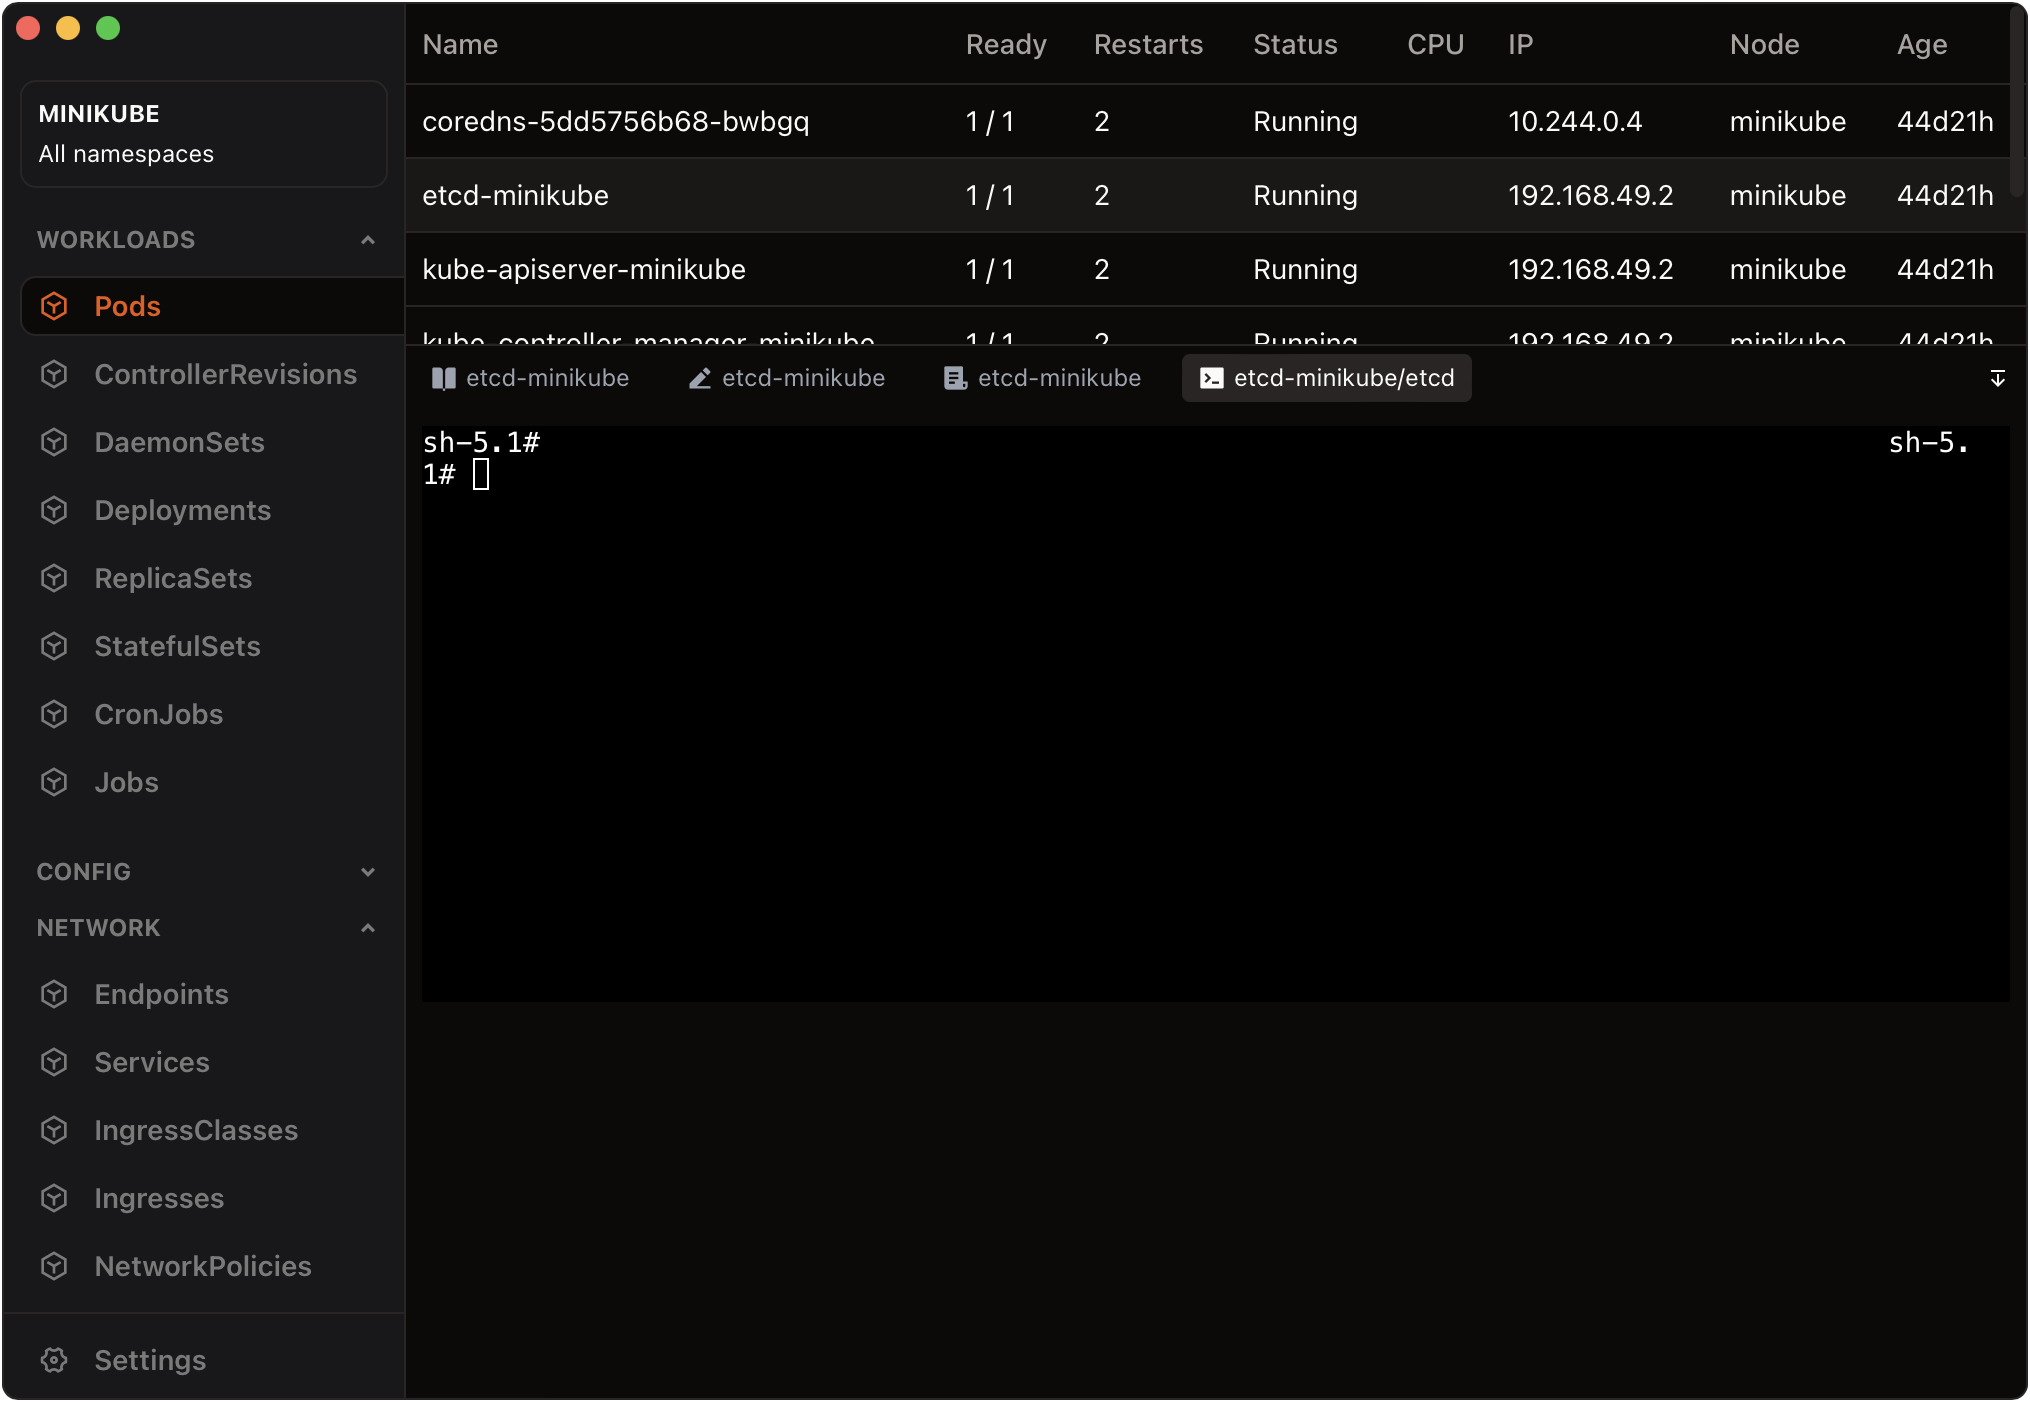 MINIKUBE
All namespaces
WORKLOADS
Pods
ControllerRevisions
DaemonSets
Deployments
ReplicaSets
StatefulSets
CronJobs
Jobs
CONFIG
NETWORK
Endpoints
Services
IngressClasses
Ingresses
NetworkPolicies
Settings
Name Ready Restarts Status CPU IP Node Age
coredns-5dd5756b68-bwbgq 1 / 1 2 Running 10.244.0.4 minikube 44d21h
etcd-minikube 1 / 1 2 Running 192.168.49.2 minikube 44d21h
kube-apiserver-minikube 1 / 1 2 Running 192.168.49.2 minikube 44d21h
kube-controller-manager-minikube 1 / 1 2 Running 192.168.49.2 minikube 44d21h
etcd-minikube etcd-minikube etcd-minikube etcd-minikube/etcd
sh-5.1# sh-5.
1#